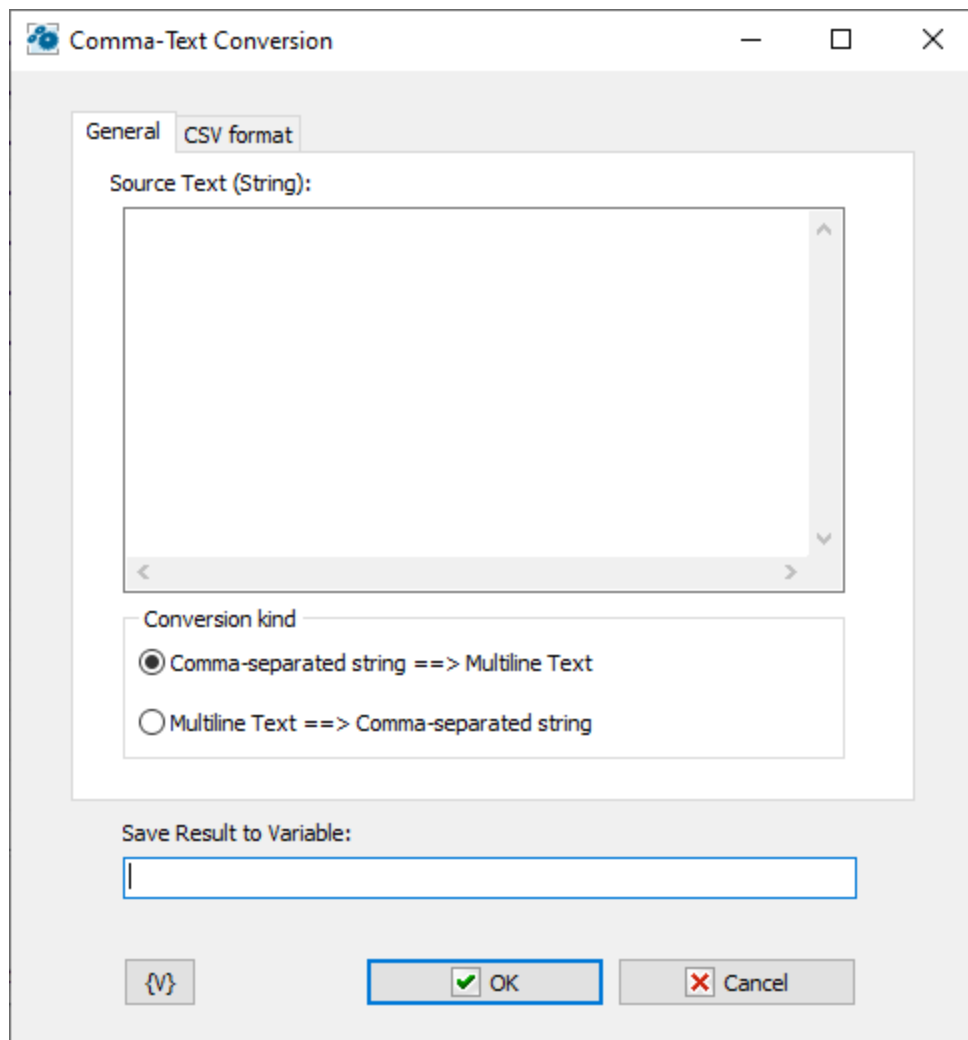 Comma-Text Conversion
General
CSV format
Source Text (String):
Conversion kind
Comma-separated string ==> Multiline Text
Multiline Text ==> Comma-separated string
Save Result to Variable:
{V}
OK
Cancel